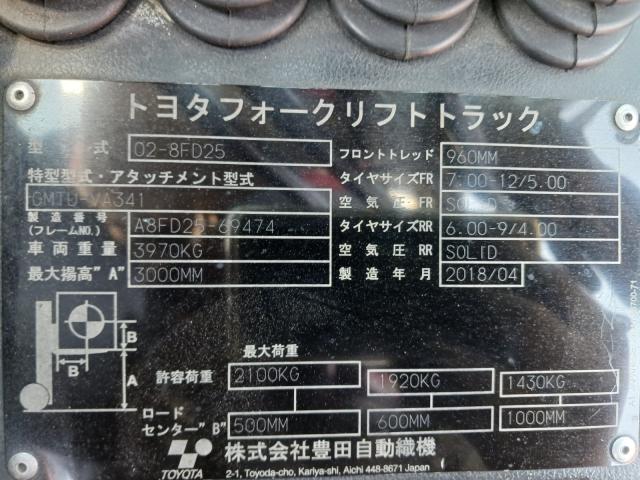 トヨタフォークリフトトラック
型 式 02-8FD25 フロントトレッド 960MM
特型型式・アタッチメント型式 タイヤサイズFR 7.00-12/5.00
GMTU-VA341 空気圧 FR SOLID
製造番号 (フレームNO.) A8FD25-69474 タイヤサイズRR 6.00-9/4.00
車両重量 3970KG 空気圧 RR SOLID
最大揚高"A" 3000MM 製造年月 2018/04
B
B
A
最大荷重
許容荷重 2100KG 1920KG 1430KG
ロード
センター"B" 500MM 600MM 1000MM
TOYOTA 株式会社豊田自動織機
2-1, Toyoda-cho, Kariya-shi, Aichi 448-8671 Japan